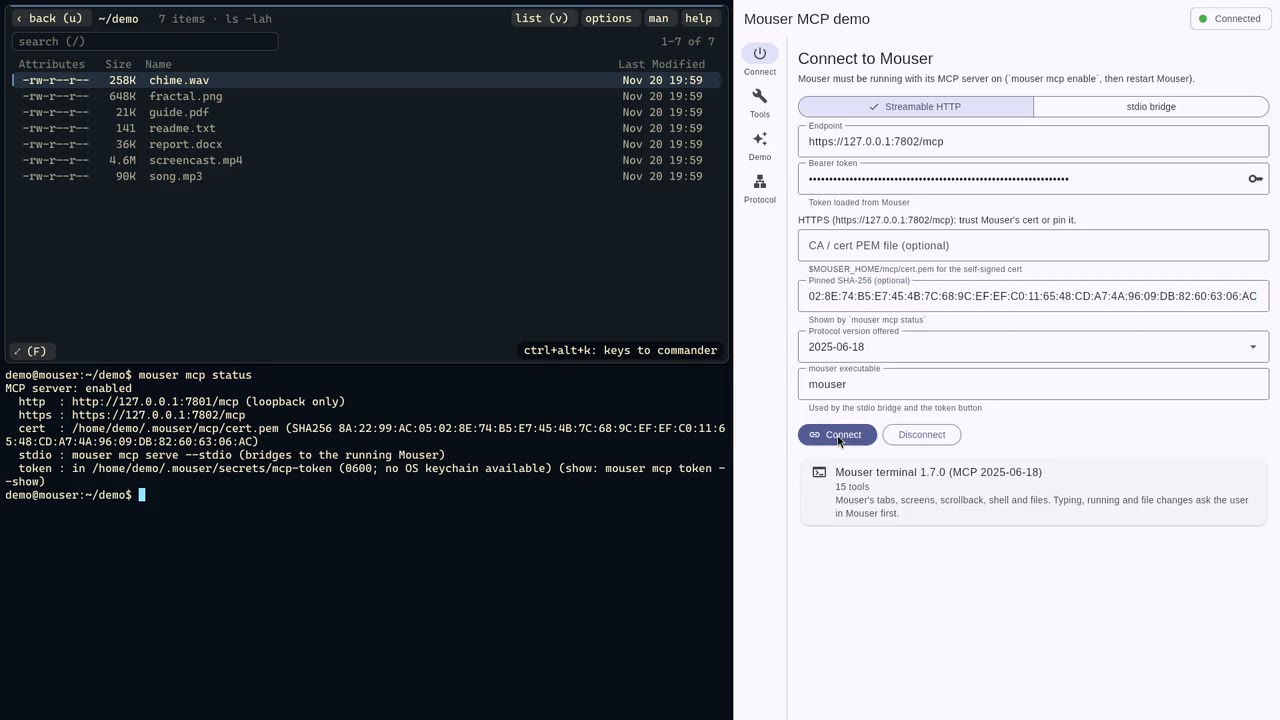 ‹ back (u) ~/demo 7 items · ls -lah list (v) options man help
search (/) 1-7 of 7
Attributes Size Name Last Modified
-rw-r--r-- 258K chime.wav Nov 20 19:59
-rw-r--r-- 648K fractal.png Nov 20 19:59
-rw-r--r-- 21K guide.pdf Nov 20 19:59
-rw-r--r-- 141 readme.txt Nov 20 19:59
-rw-r--r-- 36K report.docx Nov 20 19:59
-rw-r--r-- 4.6M screencast.mp4 Nov 20 19:59
-rw-r--r-- 90K song.mp3 Nov 20 19:59
⤢ (F) ctrl+alt+k: keys to commander
demo@mouser:~/demo$ mouser mcp status
MCP server: enabled
http : http://127.0.0.1:7801/mcp (loopback only)
https : https://127.0.0.1:7802/mcp
cert : /home/demo/.mouser/mcp/cert.pem (SHA256 8A:22:99:AC:05:02:8E:74:B5:E7:45:4B:7C:68:9C:EF:EF:C0:11:6
5:48:CD:A7:4A:96:09:DB:82:60:63:06:AC)
stdio : mouser mcp serve --stdio (bridges to the running Mouser)
token : in /home/demo/.mouser/secrets/mcp-token (0600; no OS keychain available) (show: mouser mcp token -
-show)
demo@mouser:~/demo$
Mouser MCP demo
Connected
Connect
Tools
Demo
Protocol
Connect to Mouser
Mouser must be running with its MCP server on (`mouser mcp enable`, then restart Mouser).
Streamable HTTP stdio bridge
Endpoint
https://127.0.0.1:7802/mcp
Bearer token
Token loaded from Mouser
HTTPS (https://127.0.0.1:7802/mcp): trust Mouser's cert or pin it.
CA / cert PEM file (optional)
$MOUSER_HOME/mcp/cert.pem for the self-signed cert
Pinned SHA-256 (optional)
02:8E:74:B5:E7:45:4B:7C:68:9C:EF:EF:C0:11:65:48:CD:A7:4A:96:09:DB:82:60:63:06:AC
Shown by `mouser mcp status`
Protocol version offered
2025-06-18
mouser executable
mouser
Used by the stdio bridge and the token button
Connect Disconnect
Mouser terminal 1.7.0 (MCP 2025-06-18)
15 tools
Mouser's tabs, screens, scrollback, shell and files. Typing, running and file changes ask the user
in Mouser first.